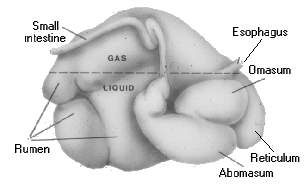 Small
intestine
Esophagus
GAS
Omasum
LIQUID
Rumen
Reticulum
Abomasum